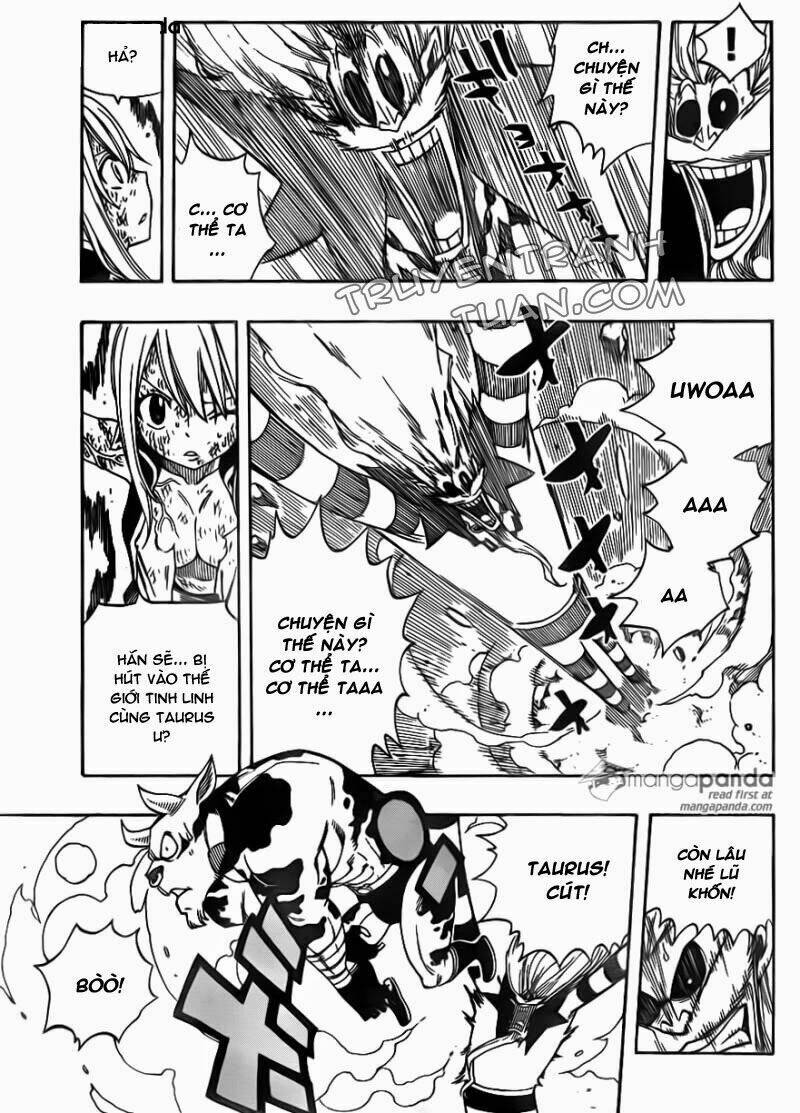 !
CH...
CHUYỆN
GÌ THẾ
NÀY?
C... CƠ
THỂ TA
HẢ?
TRUYENTRANH
TUAN.COM
UWOAA
AAA
AA
CHUYỆN GÌ
THẾ NÀY?
CƠ THỂ TA...
CƠ THỂ TAAA
...
HẮN SẼ... BỊ
HÚT VÀO THẾ
GIỚI TINH LINH
CÙNG TAURUS
Ư?
mangapanda
read first at
mangapanda.com
CÒN LÂU
NHÉ LŨ
KHỐN!
TAURUS!
CÚT!
BÒÒ!